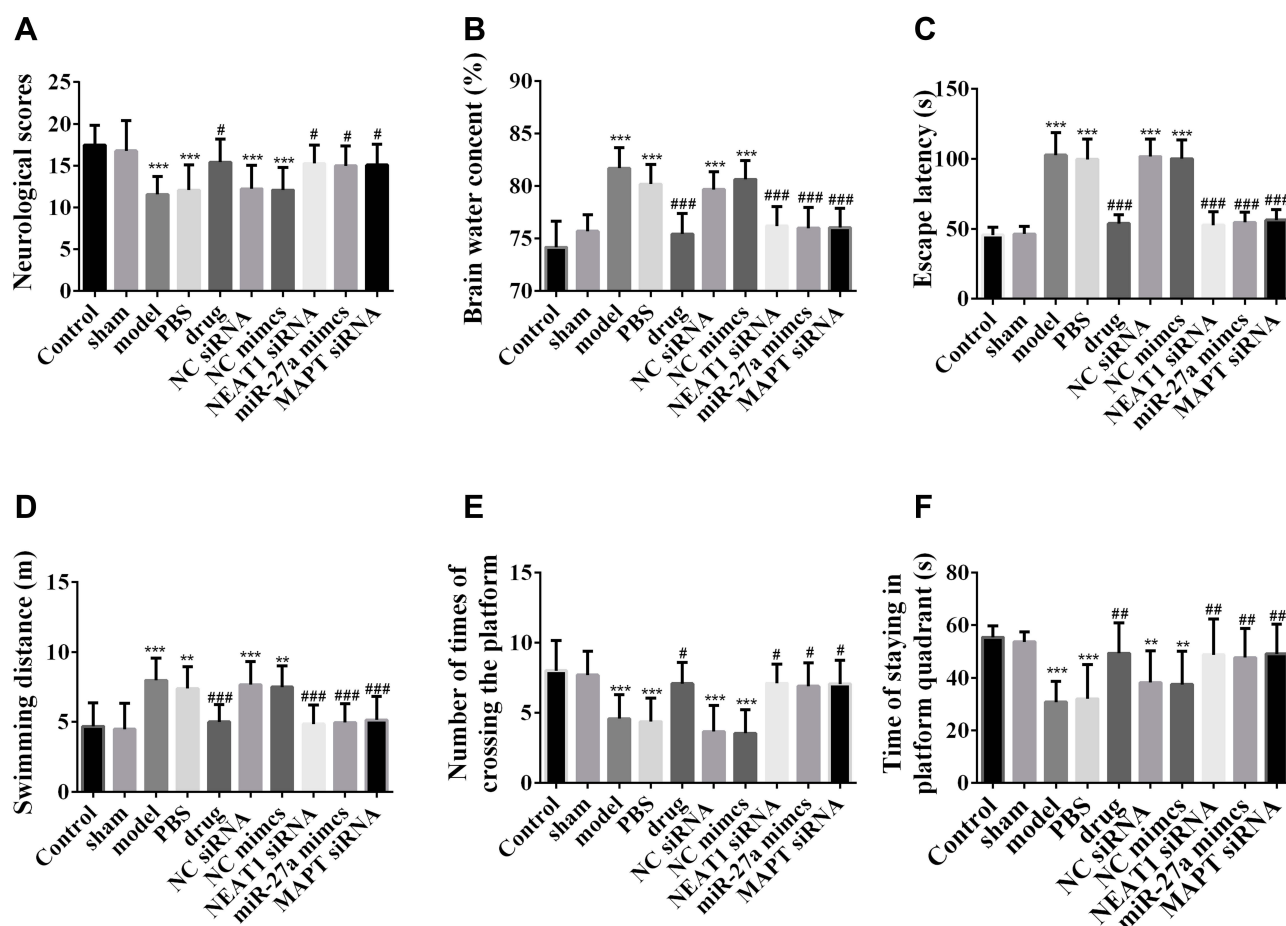 A
Neurological scores
25
20
15
10
5
0
***
***
#
***
***
#
#
#
Control
sham
model
PBS
drug
NC siRNA
NC mimcs
NEAT1 siRNA
miR-27a mimcs
MAPT siRNA
B
Brain water concent (%)
90
85
80
75
70
***
***
###
***
***
###
###
###
Control
sham
model
PBS
drug
NC siRNA
NC mimcs
NEAT1 siRNA
miR-27a mimcs
MAPT siRNA
C
Escape latency (s)
150
100
50
0
***
***
###
***
***
###
###
###
Control
sham
model
PBS
drug
NC siRNA
NC mimcs
NEAT1 siRNA
miR-27a mimcs
MAPT siRNA
D
Swimming distance (m)
15
10
5
0
***
**
###
***
**
###
###
###
Control
sham
model
PBS
drug
NC siRNA
NC mimcs
NEAT1 siRNA
miR-27a mimcs
MAPT siRNA
E
Number of times of
crossing the platform
15
10
5
0
***
***
#
***
***
#
#
#
Control
sham
model
PBS
drug
NC siRNA
NC mimcs
NEAT1 siRNA
miR-27a mimcs
MAPT siRNA
F
Time of staying in
platform quadrant (s)
80
60
40
20
0
***
***
##
**
**
##
##
##
Control
sham
model
PBS
drug
NC siRNA
NC mimcs
NEAT1 siRNA
miR-27a mimcs
MAPT siRNA